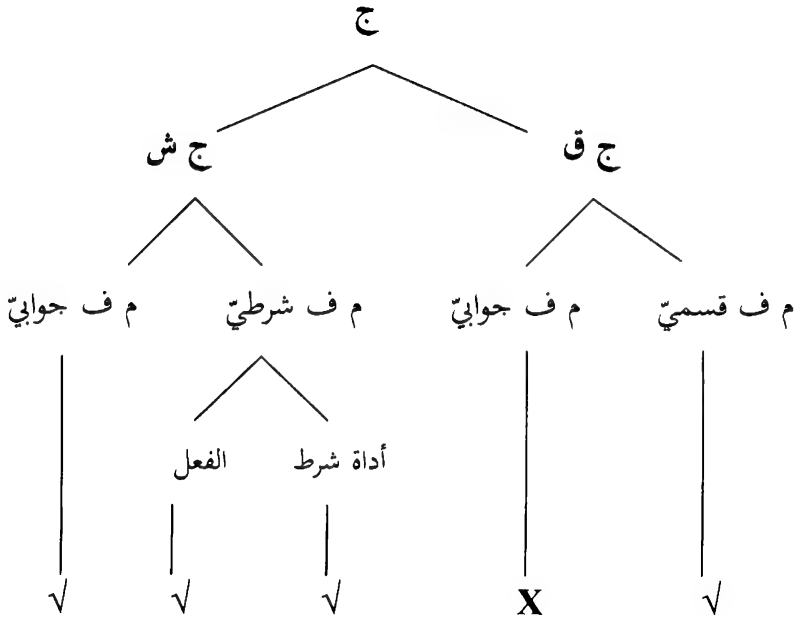 ج
ج ق ج ش
م ف قسميّ م ف جوابيّ م ف شرطيّ م ف جوابيّ
أداة شرط الفعل
√ X √ √ √